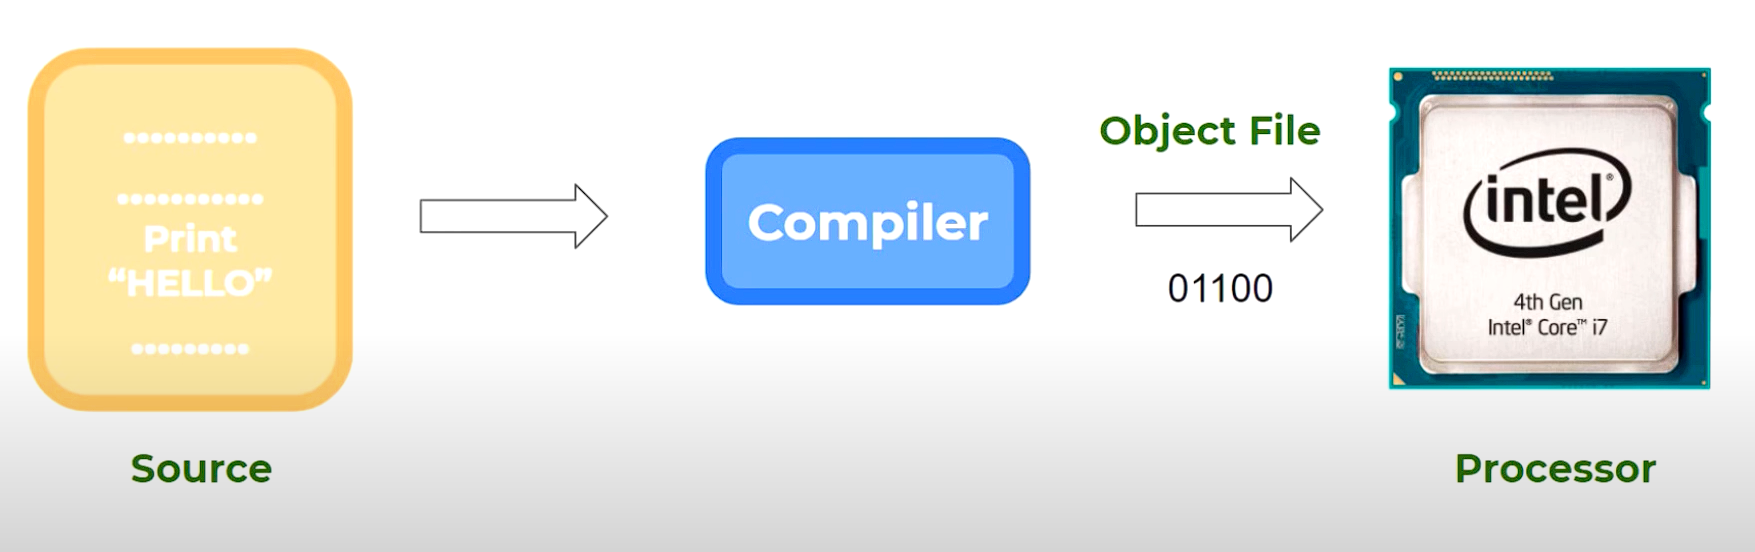 Print
“HELLO”
Source
Compiler
Object File
01100
intel®
4th Gen
Intel® Core™ i7
Processor